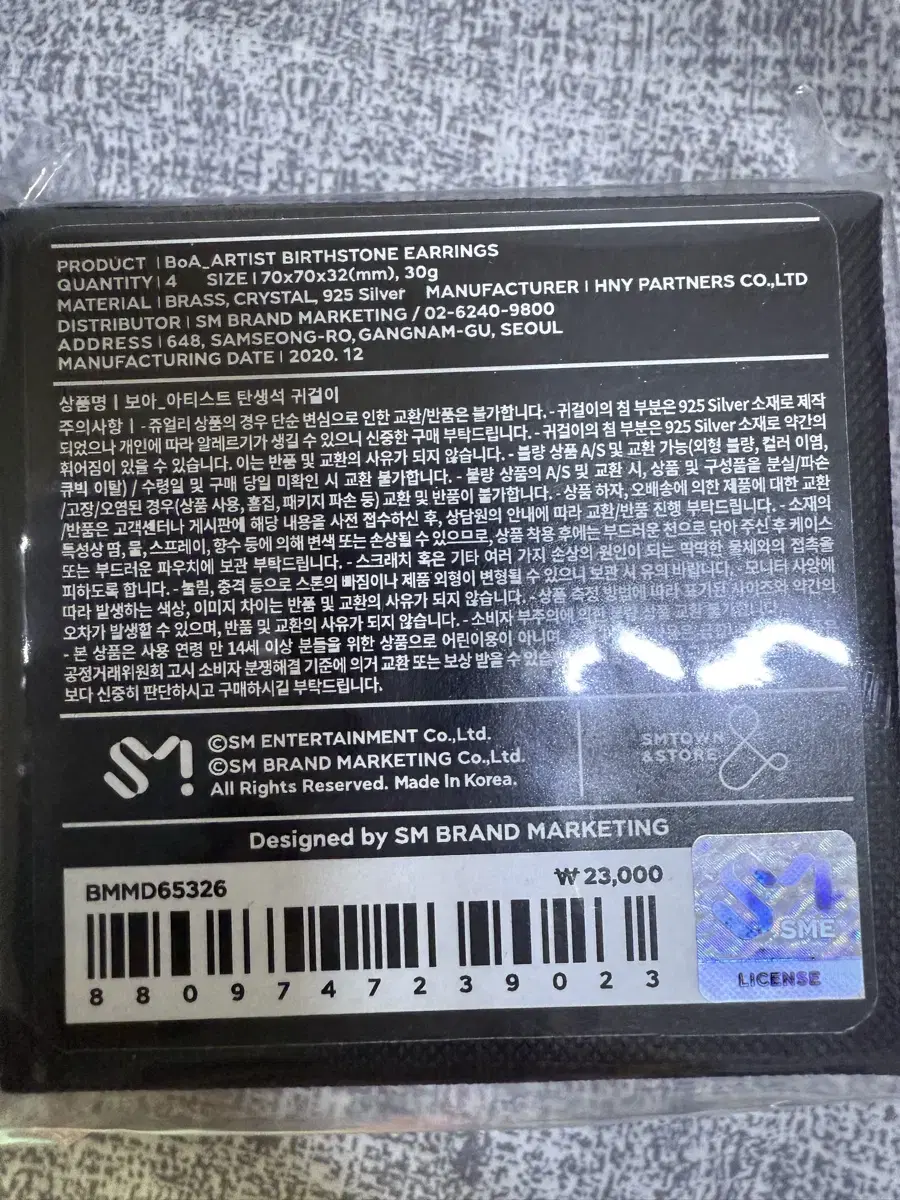 PRODUCT | BoA_ARTIST BIRTHSTONE EARRINGS
QUANTITY | 4 SIZE | 70x70x32(mm), 30g
MATERIAL | BRASS, CRYSTAL, 925 Silver MANUFACTURER | HNY PARTNERS CO.,LTD
DISTRIBUTOR | SM BRAND MARKETING / 02-6240-9800
ADDRESS | 648, SAMSEONG-RO, GANGNAM-GU, SEOUL
MANUFACTURING DATE | 2020. 12
상품명 | 보아_아티스트 탄생석 귀걸이
주의사항 | - 쥬얼리 상품의 경우 단순 변심으로 인한 교환/반품은 불가합니다. - 귀걸이의 침 부분은 925 Silver 소재로 제작
되었으나 개인에 따라 알레르기가 생길 수 있으니 신중한 구매 부탁드립니다. - 귀걸이의 침 부분은 925 Silver 소재로 약간의
휘어짐이 있을 수 있습니다. 이는 반품 및 교환의 사유가 되지 않습니다. - 불량 상품 A/S 및 교환 가능(외형 불량, 컬러 이염,
큐빅 이탈) / 수령일 및 구매 당일 미확인 시 교환 불가합니다. - 불량 상품의 A/S 및 교환 시, 상품 및 구성품을 분실/파손
/고장/오염된 경우(상품 사용, 흠집, 패키지 파손 등) 교환 및 반품이 불가합니다. - 상품 하자, 오배송에 의한 제품에 대한 교환
/반품은 고객센터나 게시판에 해당 내용을 사전 접수하신 후, 상담원의 안내에 따라 교환/반품 진행 부탁드립니다. - 소재의
특성상 땀, 물, 스프레이, 향수 등에 의해 변색 또는 손상될 수 있으므로, 상품 착용 후에는 부드러운 천으로 닦아 주신 후 케이스
또는 부드러운 파우치에 보관 부탁드립니다. - 스크래치 혹은 기타 여러 가지 손상의 원인이 되는 딱딱한 물체와의 접촉을
피하도록 합니다. - 눌림, 충격 등으로 스톤의 빠짐이나 제품 외형이 변형될 수 있으니 보관 시 유의 바랍니다. - 모니터 사양에
따라 발생하는 색상, 이미지 차이는 반품 및 교환의 사유가 되지 않습니다. - 상품 측정 방법에 따라 표기된 사이즈와 약간의
오차가 발생할 수 있으며, 반품 및 교환의 사유가 되지 않습니다. - 소비자 부주의에 의한 상품 교환
- 본 상품은 사용 연령 만 14세 이상 분들을 위한 상품으로 어린이용이 아니며
공정거래위원회 고시 소비자 분쟁해결 기준에 의거 교환 또는 보상 받을 수
보다 신중히 판단하시고 구매하시길 부탁드립니다.
SM!
©SM ENTERTAINMENT Co.,Ltd.
©SM BRAND MARKETING Co.,Ltd.
All Rights Reserved. Made In Korea.
SMTOWN
&STORE
Designed by SM BRAND MARKETING
BMMD65326 ₩ 23,000
8809747239023
SM
SME
LICENSE